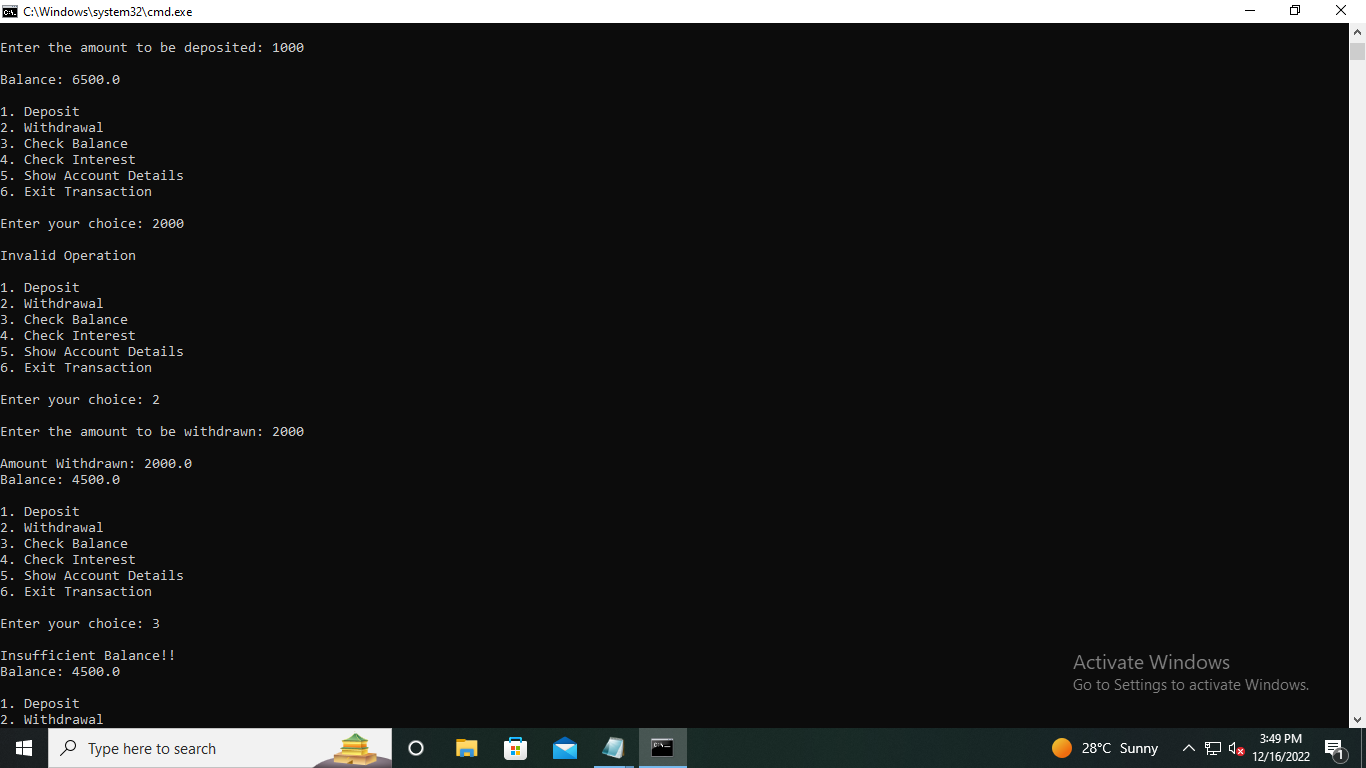 C:\Windows\system32\cmd.exe
Enter the amount to be deposited: 1000
Balance: 6500.0
1. Deposit
2. Withdrawal
3. Check Balance
4. Check Interest
5. Show Account Details
6. Exit Transaction
Enter your choice: 2000
Invalid Operation
1. Deposit
2. Withdrawal
3. Check Balance
4. Check Interest
5. Show Account Details
6. Exit Transaction
Enter your choice: 2
Enter the amount to be withdrawn: 2000
Amount Withdrawn: 2000.0
Balance: 4500.0
1. Deposit
2. Withdrawal
3. Check Balance
4. Check Interest
5. Show Account Details
6. Exit Transaction
Enter your choice: 3
Insufficient Balance!!
Balance: 4500.0
1. Deposit
2. Withdrawal
Activate Windows
Go to Settings to activate Windows.
Type here to search
28°C Sunny
3:49 PM
12/16/2022
1